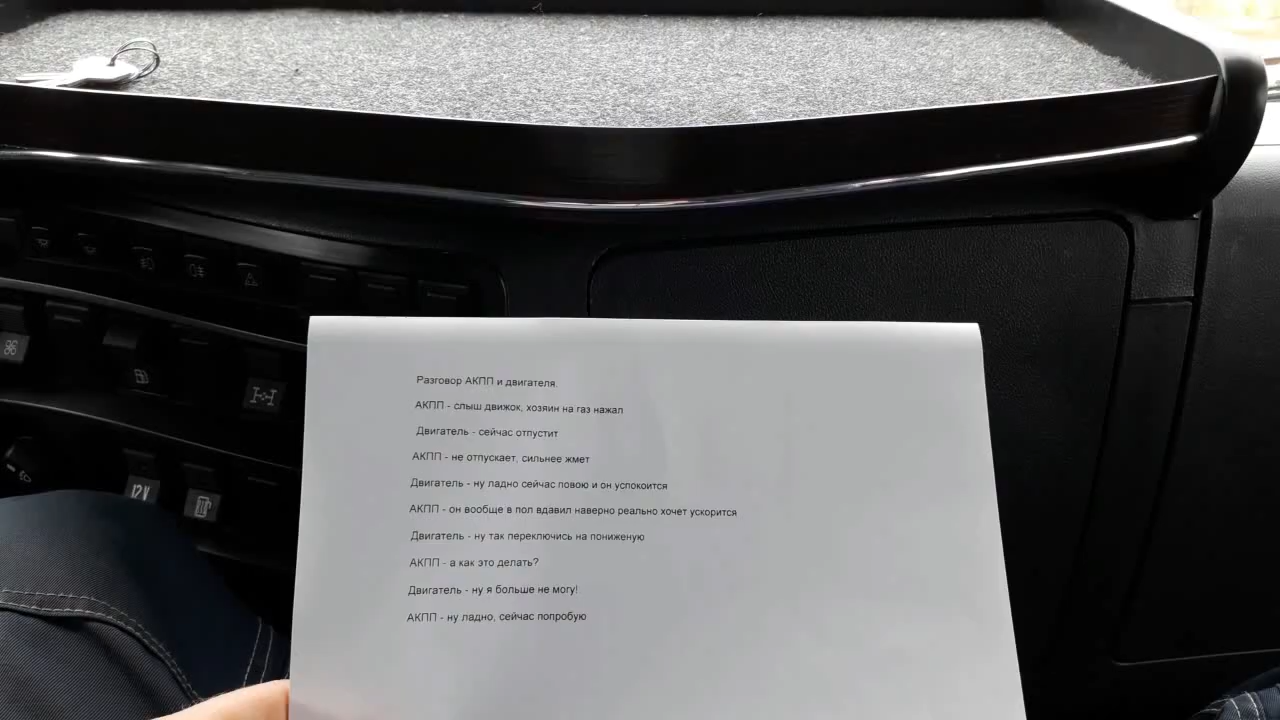 Разговор АКПП и двигателя.
АКПП - слыш движок, хозяин на газ нажал
Двигатель - сейчас отпустит
АКПП - не отпускает, сильнее жмет
Двигатель - ну ладно сейчас повою и он успокоится
АКПП - он вообще в пол вдавил наверно реально хочет ускорится
Двигатель - ну так переключись на пониженую
АКПП - а как это делать?
Двигатель - ну я больше не могу!
АКПП - ну ладно, сейчас попробую
12V